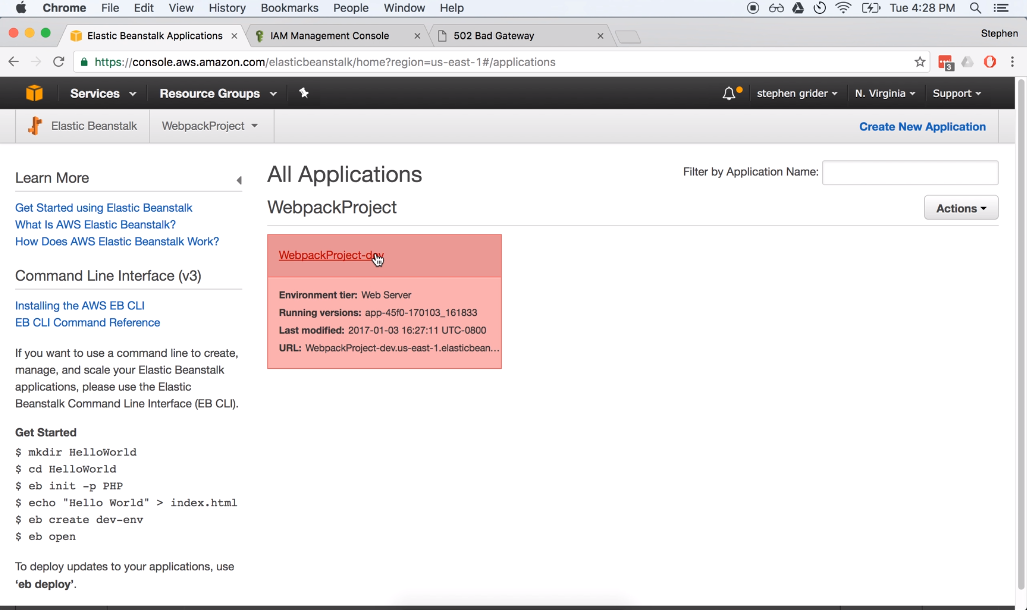 Chrome File Edit View History Bookmarks People Window Help Tue 4:28 PM
Elastic Beanstalk Applications × IAM Management Console × 502 Bad Gateway × Stephen
https://console.aws.amazon.com/elasticbeanstalk/home?region=us-east-1#/applications 3
Services Resource Groups stephen grider N. Virginia Support
Elastic Beanstalk WebpackProject Create New Application
Learn More
Get Started using Elastic Beanstalk
What Is AWS Elastic Beanstalk?
How Does AWS Elastic Beanstalk Work?
Command Line Interface (v3)
Installing the AWS EB CLI
EB CLI Command Reference
If you want to use a command line to create,
manage, and scale your Elastic Beanstalk
applications, please use the Elastic
Beanstalk Command Line Interface (EB CLI).
Get Started
$ mkdir HelloWorld
$ cd HelloWorld
$ eb init -p PHP
$ echo "Hello World" > index.html
$ eb create dev-env
$ eb open
To deploy updates to your applications, use
'eb deploy'.
All Applications
Filter by Application Name:
WebpackProject
Actions
WebpackProject-dev
Environment tier: Web Server
Running versions: app-45f0-170103_161833
Last modified: 2017-01-03 16:27:11 UTC-0800
URL: WebpackProject-dev.us-east-1.elasticbean...